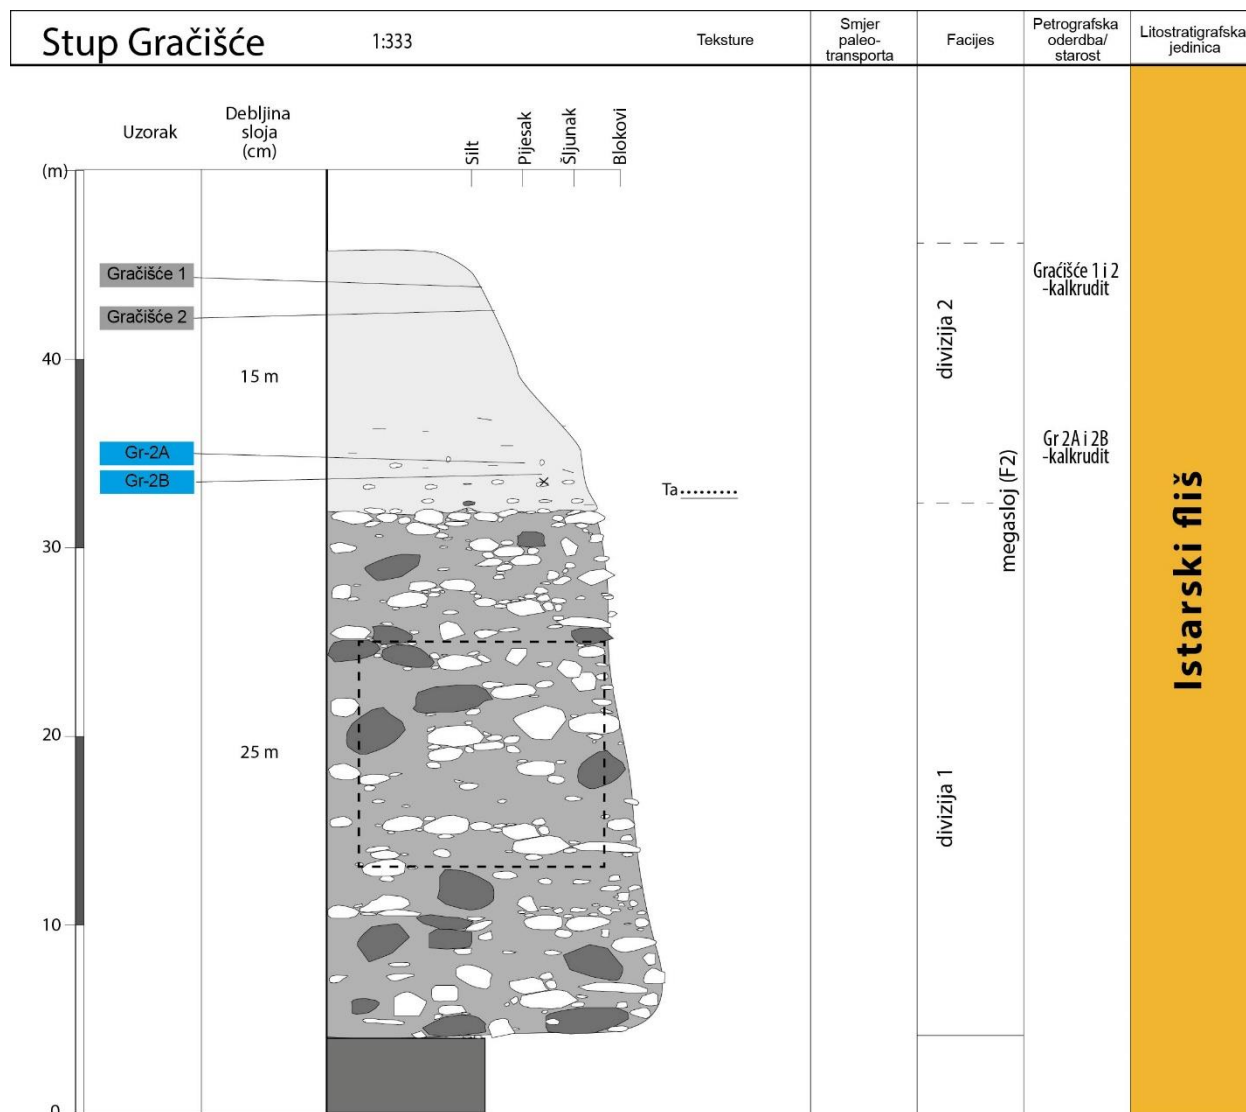 Stup Gračišće
1:333
Teksture
Smjer
paleo-
transporta
Facijes
Petrografska
oderdba/
starost
Litostratigrafska
jedinica
Uzorak
Debljina
sloja
(cm)
Silt
Pijesak
Šljunak
Blokovi
(m)
Gračišće 1
Gračišće 2
Graćišće 1 i 2
-kalkrudit
40
15 m
divizija 2
Gr-2A
Gr-2B
Gr 2A i 2B
-kalkrudit
Ta
megasloj (F2)
30
Istarski fliš
20
25 m
divizija 1
10
0